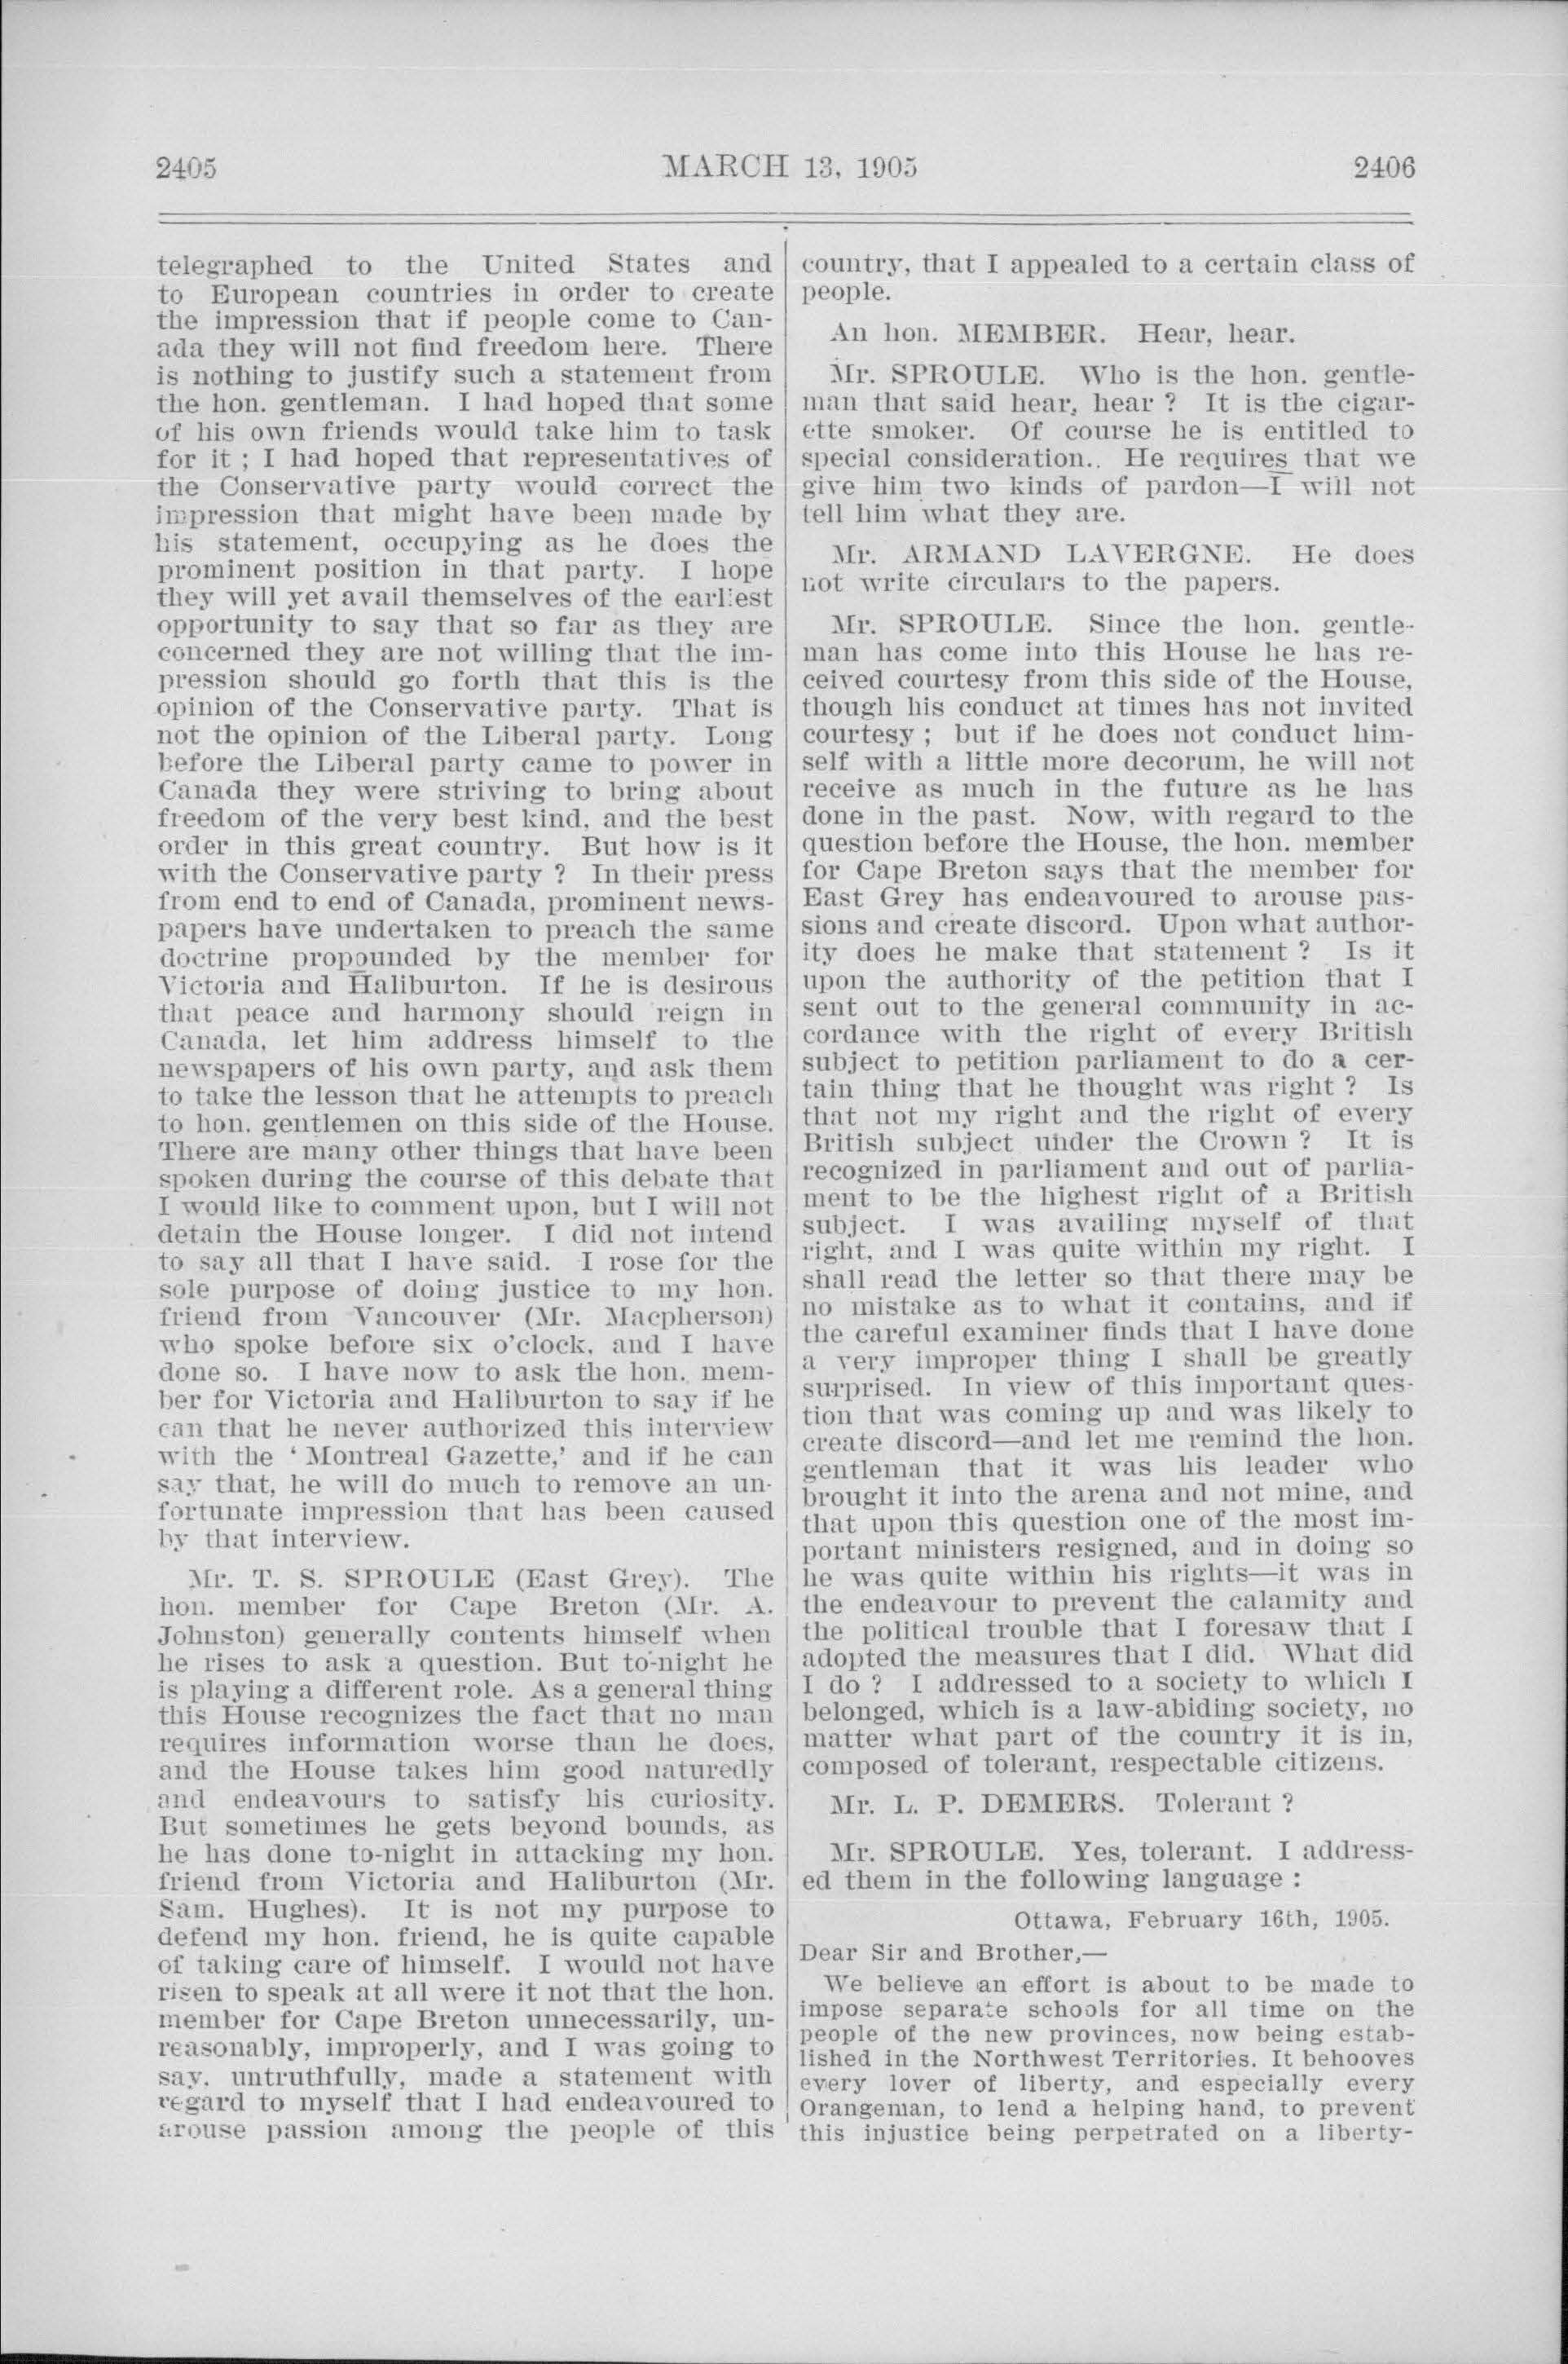 2405
MARCH 13, 1905
2406
telegraphed to the United States and
to European countries in order to create
the impression that if people come to Can-
ada they will not find freedom here. There
is nothing to justify such a statement from
the hon. gentleman. I had hoped that some
of his own friends would take him to task
for it ; I had hoped that representatives of
the Conservative party would correct the
impression that might have been made by
his statement, occupying as he does the
prominent position in that party. I hope
they will yet avail themselves of the earliest
opportunity to say that so far as they are
concerned they are not willing that the im-
pression should go forth that this is the
opinion of the Conservative party. That is
not the opinion of the Liberal party. Long
before the Liberal party came to power in
Canada they were striving to bring about
freedom of the very best kind, and the best
order in this great country. But how is it
with the Conservative party ? In their press
from end to end of Canada, prominent news-
papers have undertaken to preach the same
doctrine propounded by the member for
Victoria and Haliburton. If he is desirous
that peace and harmony should reign in
Canada, let him address himself to the
newspapers of his own party, and ask them
to take the lesson that he attempts to preach
to hon. gentlemen on this side of the House.
There are many other things that have been
spoken during the course of this debate that
I would like to comment upon, but I will not
detain the House longer. I did not intend
to say all that I have said. I rose for the
sole purpose of doing justice to my hon.
friend from Vancouver (Mr. Macpherson)
who spoke before six o'clock, and I have
done so. I have now to ask the hon. mem-
ber for Victoria and Haliburton to say if he
can that he never authorized this interview
with the ' Montreal Gazette,' and if he can
say that, he will do much to remove an un-
fortunate impression that has been caused
by that interview.
Mr. T. S. SPROULE (East Grey). The
hon. member for Cape Breton (Mr. A.
Johnston) generally contents himself when
he rises to ask a question. But to-night he
is playing a different role. As a general thing
this House recognizes the fact that no man
requires information worse than he does,
and the House takes him good naturedly
and endeavours to satisfy his curiosity.
But sometimes he gets beyond bounds, as
he has done to-night in attacking my hon.
friend from Victoria and Haliburton (Mr.
Sam. Hughes). It is not my purpose to
defend my hon. friend, he is quite capable
of taking care of himself. I would not have
risen to speak at all were it not that the hon.
member for Cape Breton unnecessarily, un-
reasonably, improperly, and I was going to
say, untruthfully, made a statement with
regard to myself that I had endeavoured to
arouse passion among the people of this
country, that I appealed to a certain class of
people.
An hon. MEMBER. Hear, hear.
Mr. SPROULE. Who is the hon. gentle-
man that said hear, hear ? It is the cigar-
ette smoker. Of course he is entitled to
special consideration.. He requires that we
give him two kinds of pardon—I will not
tell him what they are.
Mr. ARMAND LAVERGNE. He does
not write circulars to the papers.
Mr. SPROULE. Since the hon. gentle-
man has come into this House he has re-
ceived courtesy from this side of the House,
though his conduct at times has not invited
courtesy ; but if he does not conduct him-
self with a little more decorum, he will not
receive as much in the future as he has
done in the past. Now, with regard to the
question before the House, the hon. member
for Cape Breton says that the member for
East Grey has endeavoured to arouse pas-
sions and create discord. Upon what author-
ity does he make that statement ? Is it
upon the authority of the petition that I
sent out to the general community in ac-
cordance with the right of every British
subject to petition parliament to do a cer-
tain thing that he thought was right ? Is
that not my right and the right of every
British subject under the Crown ? It is
recognized in parliament and out of parlia-
ment to be the highest right of a British
subject. I was availing myself of that
right, and I was quite within my right. I
shall read the letter so that there may be
no mistake as to what it contains, and if
the careful examiner finds that I have done
a very improper thing I shall be greatly
surprised. In view of this important ques-
tion that was coming up and was likely to
create discord—and let me remind the hon.
gentleman that it was his leader who
brought it into the arena and not mine, and
that upon this question one of the most im-
portant ministers resigned, and in doing so
he was quite within his rights—it was in
the endeavour to prevent the calamity and
the political trouble that I foresaw that I
adopted the measures that I did. What did
I do ? I addressed to a society to which I
belonged, which is a law-abiding society, no
matter what part of the country it is in,
composed of tolerant, respectable citizens.
Mr. L. P. DEMERS. Tolerant ?
Mr. SPROULE. Yes, tolerant. I address-
ed them in the following language :
Ottawa, February 16th, 1905.
Dear Sir and Brother,—
We believe an effort is about to be made to
impose separate schools for all time on the
people of the new provinces, now being estab-
lished in the Northwest Territories. It behooves
every lover of liberty, and especially every
Orangeman, to lend a helping hand, to prevent
this injustice being perpetrated on a liberty-